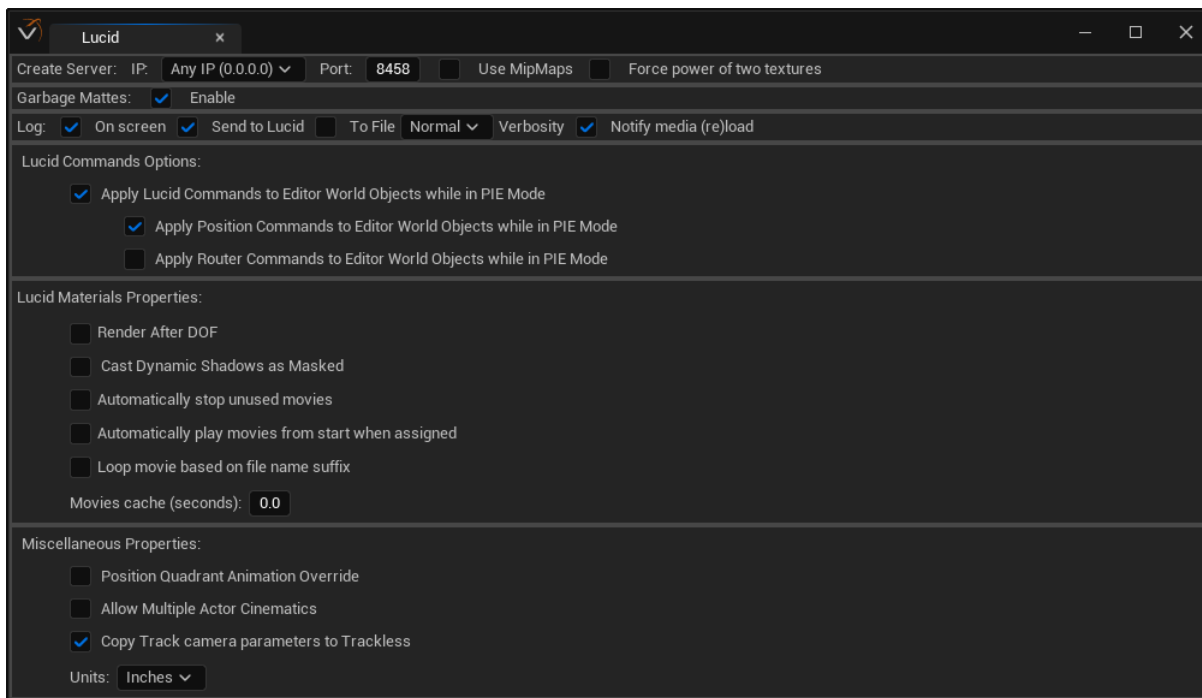 Lucid
Create Server: IP: Any IP (0.0.0.0) Port: 8458 Use MipMaps Force power of two textures
Garbage Mattes: Enable
Log: On screen Send to Lucid To File Normal Verbosity Notify media (re)load
Lucid Commands Options:
Apply Lucid Commands to Editor World Objects while in PIE Mode
Apply Position Commands to Editor World Objects while in PIE Mode
Apply Router Commands to Editor World Objects while in PIE Mode
Lucid Materials Properties:
Render After DOF
Cast Dynamic Shadows as Masked
Automatically stop unused movies
Automatically play movies from start when assigned
Loop movie based on file name suffix
Movies cache (seconds): 0.0
Miscellaneous Properties:
Position Quadrant Animation Override
Allow Multiple Actor Cinematics
Copy Track camera parameters to Trackless
Units: Inches